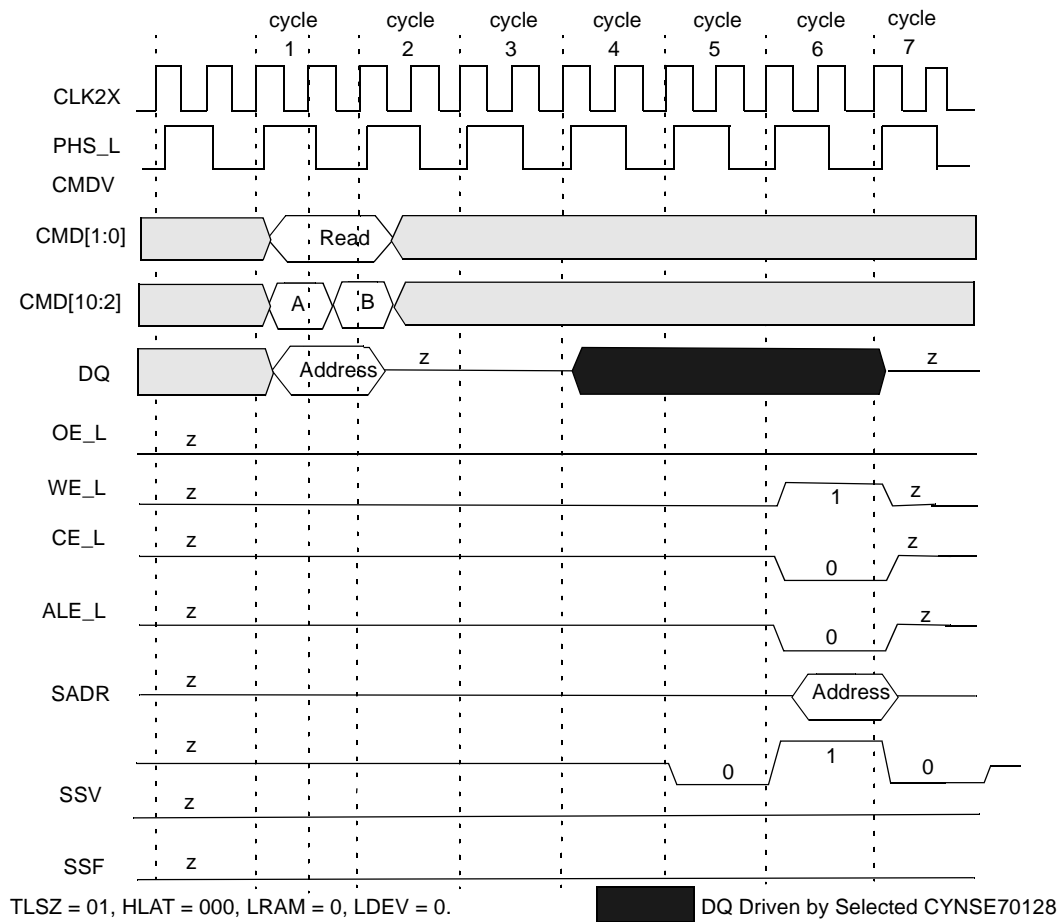 cycle cycle cycle cycle cycle cycle cycle
1 2 3 4 5 6 7
CLK2X
PHS_L
CMDV
CMD[1:0] Read
CMD[10:2] A B
DQ Address z z
OE_L z
WE_L z 1 z
CE_L z 0 z
ALE_L z 0 z
SADR z Address
z 0 1 0
SSV z
SSF z
TLSZ = 01, HLAT = 000, LRAM = 0, LDEV = 0. DQ Driven by Selected CYNSE70128